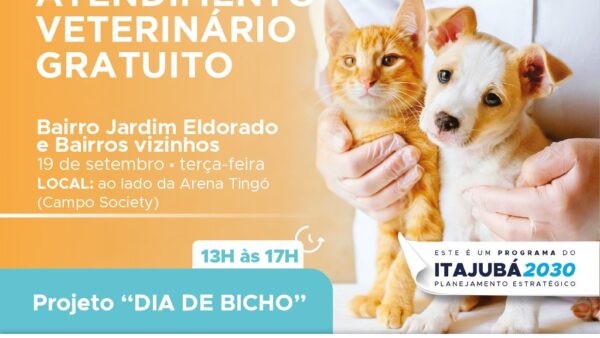 ATENDIMENTO
VETERINÁRIO
GRATUITO
Bairro Jardim Eldorado
e Bairros vizinhos
19 de setembro • terça-feira
LOCAL: ao lado da Arena Tingó
(Campo Society)
13H às 17H
Projeto “DIA DE BICHO”
ESTE É UM PROGRAMA DO
ITAJUBÁ2030
PLANEJAMENTO ESTRATÉGICO